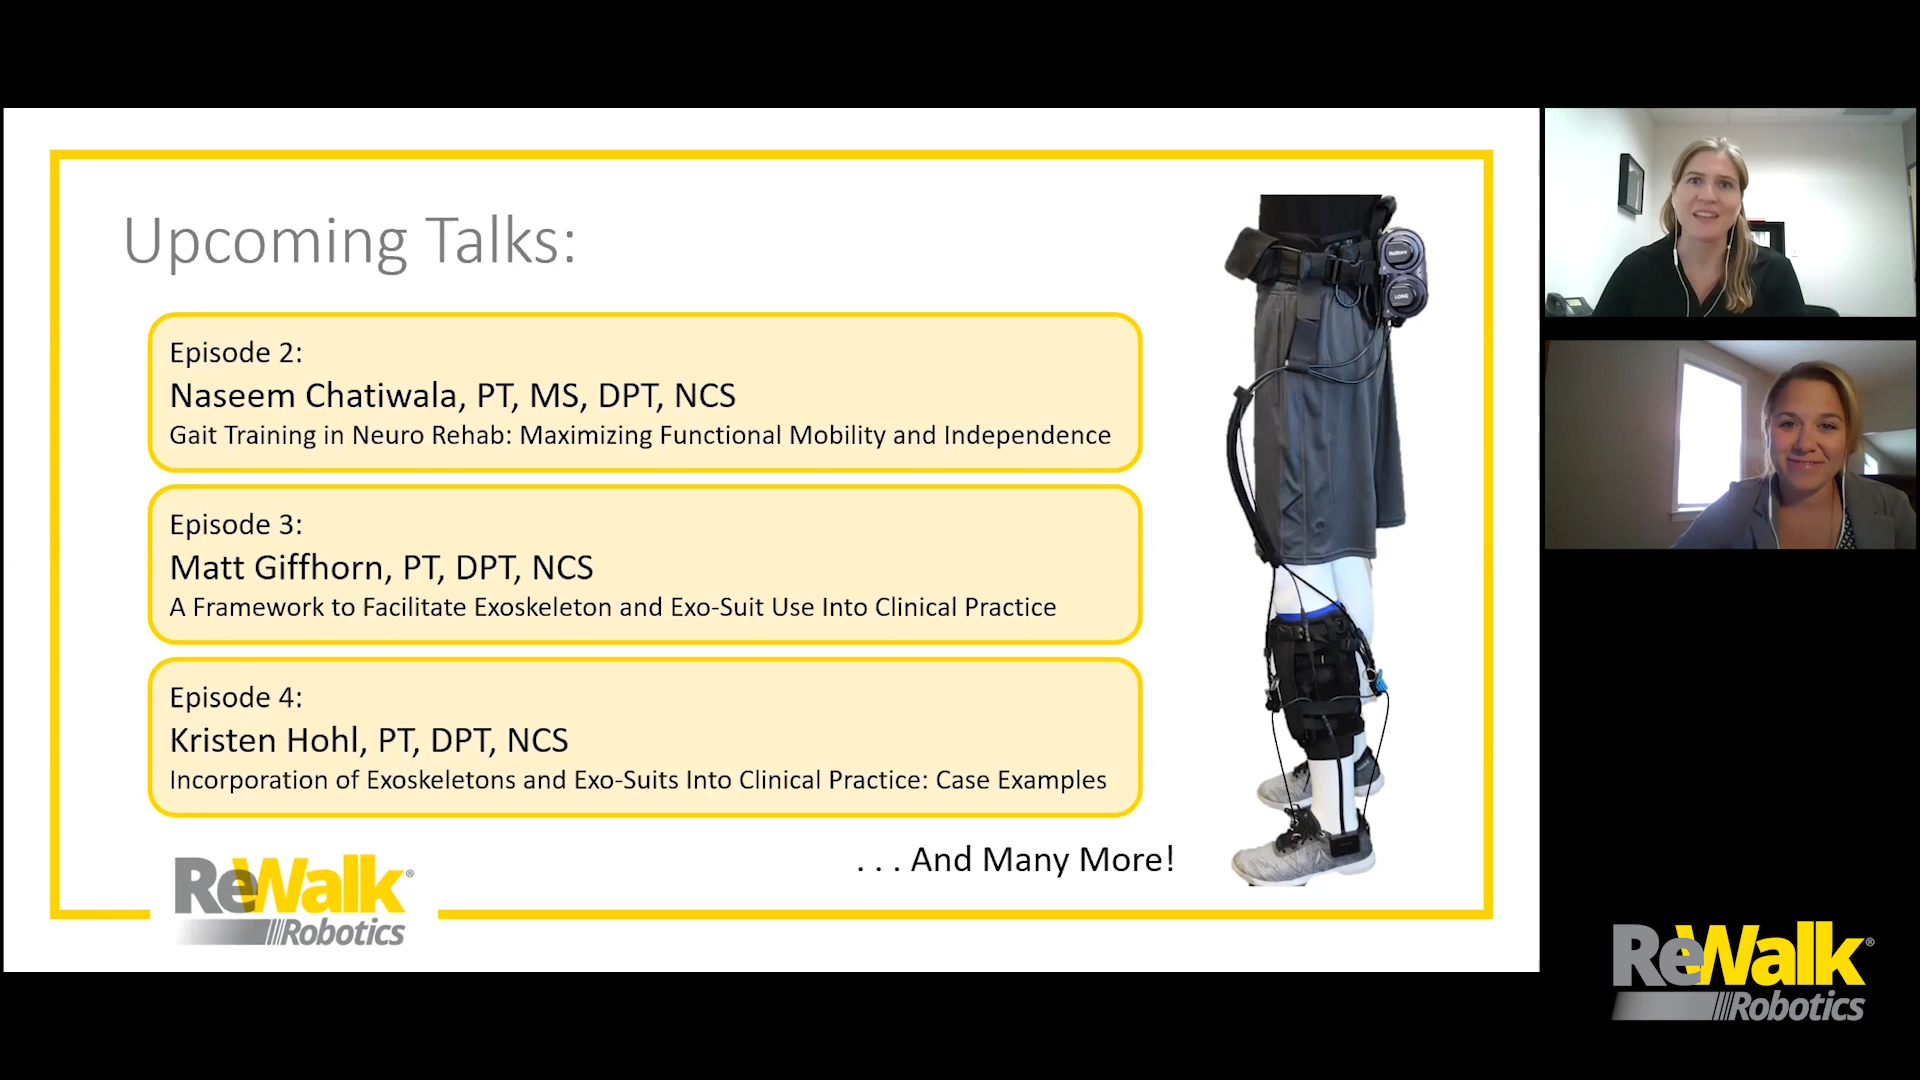 Upcoming Talks:
Episode 2:
Naseem Chatiwala, PT, MS, DPT, NCS
Gait Training in Neuro Rehab: Maximizing Functional Mobility and Independence
Episode 3:
Matt Giffhorn, PT, DPT, NCS
A Framework to Facilitate Exoskeleton and Exo-Suit Use Into Clinical Practice
Episode 4:
Kristen Hohl, PT, DPT, NCS
Incorporation of Exoskeletons and Exo-Suits Into Clinical Practice: Case Examples
. . . And Many More!
ReWalk®
Robotics
ReStore
LONG
ReWalk®
Robotics